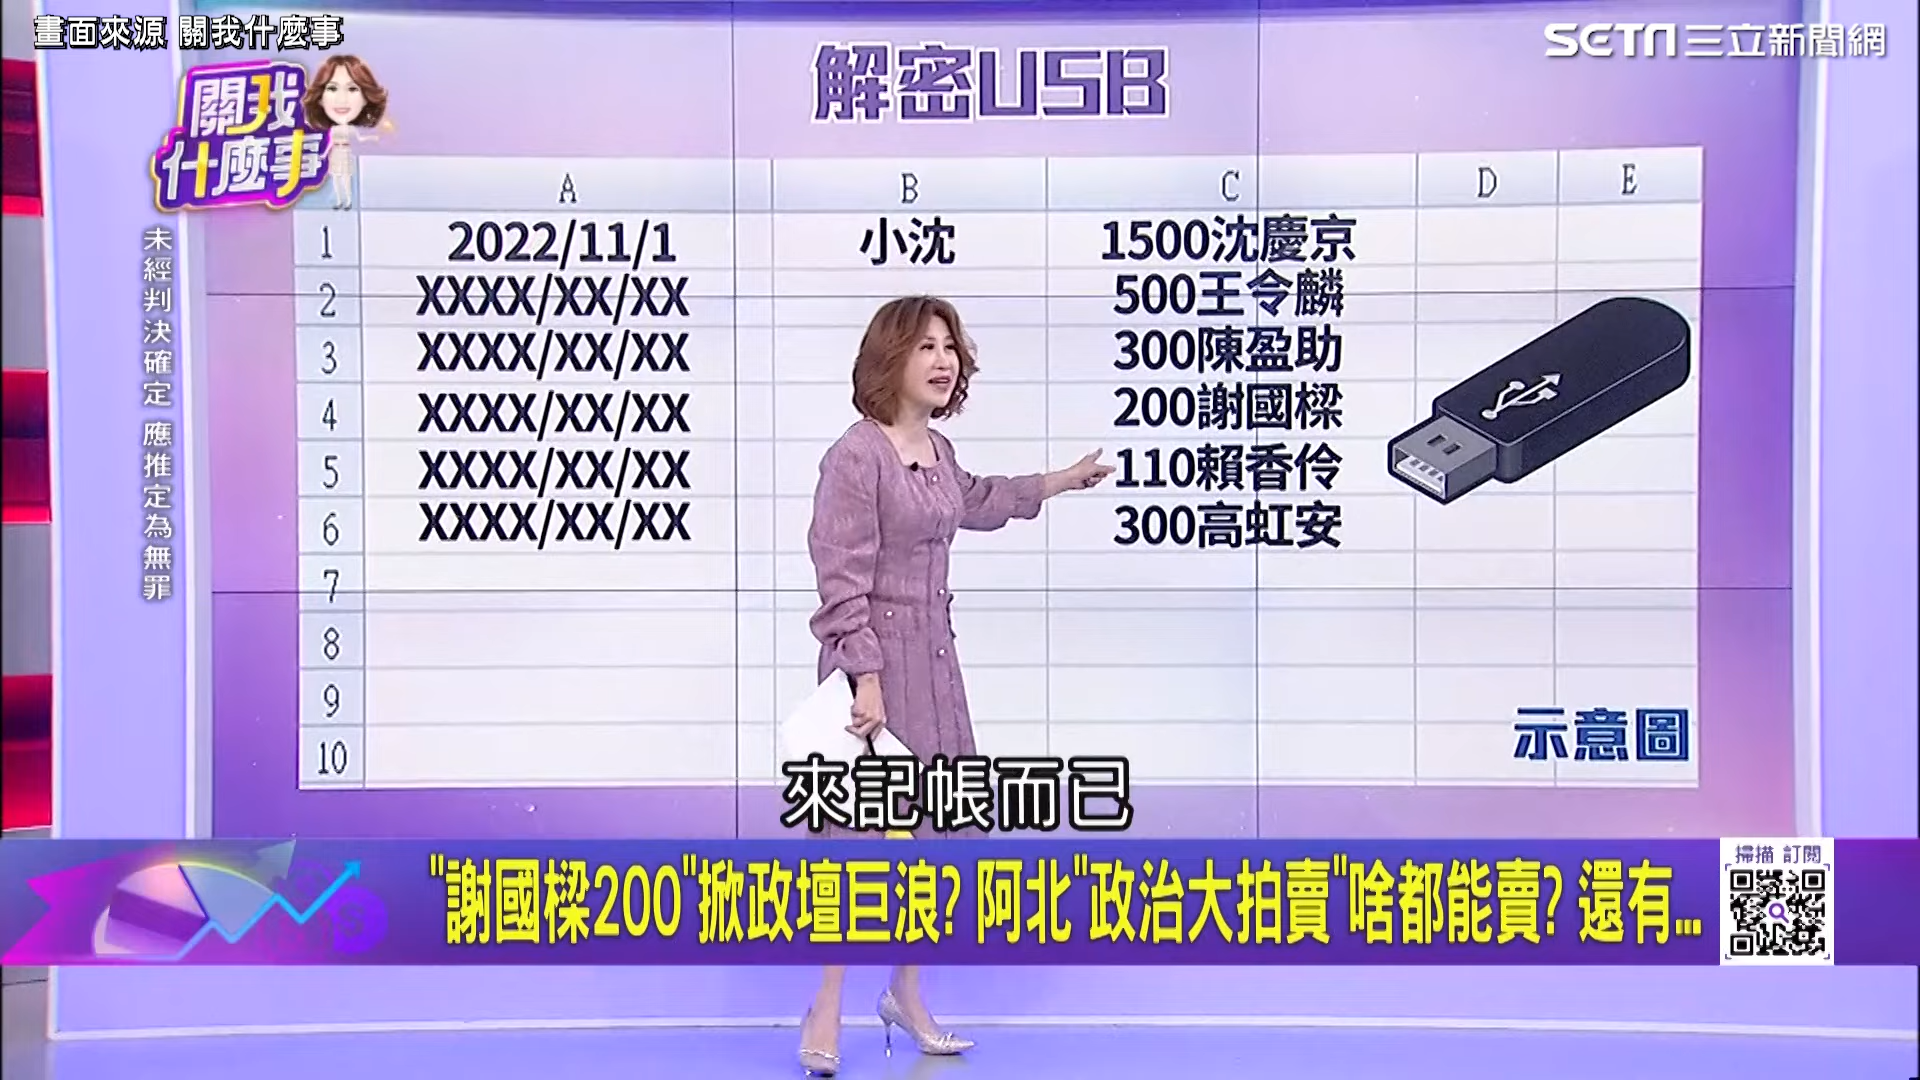 畫面來源 關我什麼事
SETN三立新聞網
解密USB
關我
什麼事
未經判決確定 應推定為無罪
A B C D E
1 2022/11/1 小沈 1500沈慶京
2 XXXX/XX/XX 500王令麟
3 XXXX/XX/XX 300陳盈助
4 XXXX/XX/XX 200謝國樑
5 XXXX/XX/XX 110賴香伶
6 XXXX/XX/XX 300高虹安
7
8
9
10
示意圖
來記帳而已
"謝國樑200"掀政壇巨浪? 阿北"政治大拍賣"啥都能賣? 還有...
掃描 訂閱